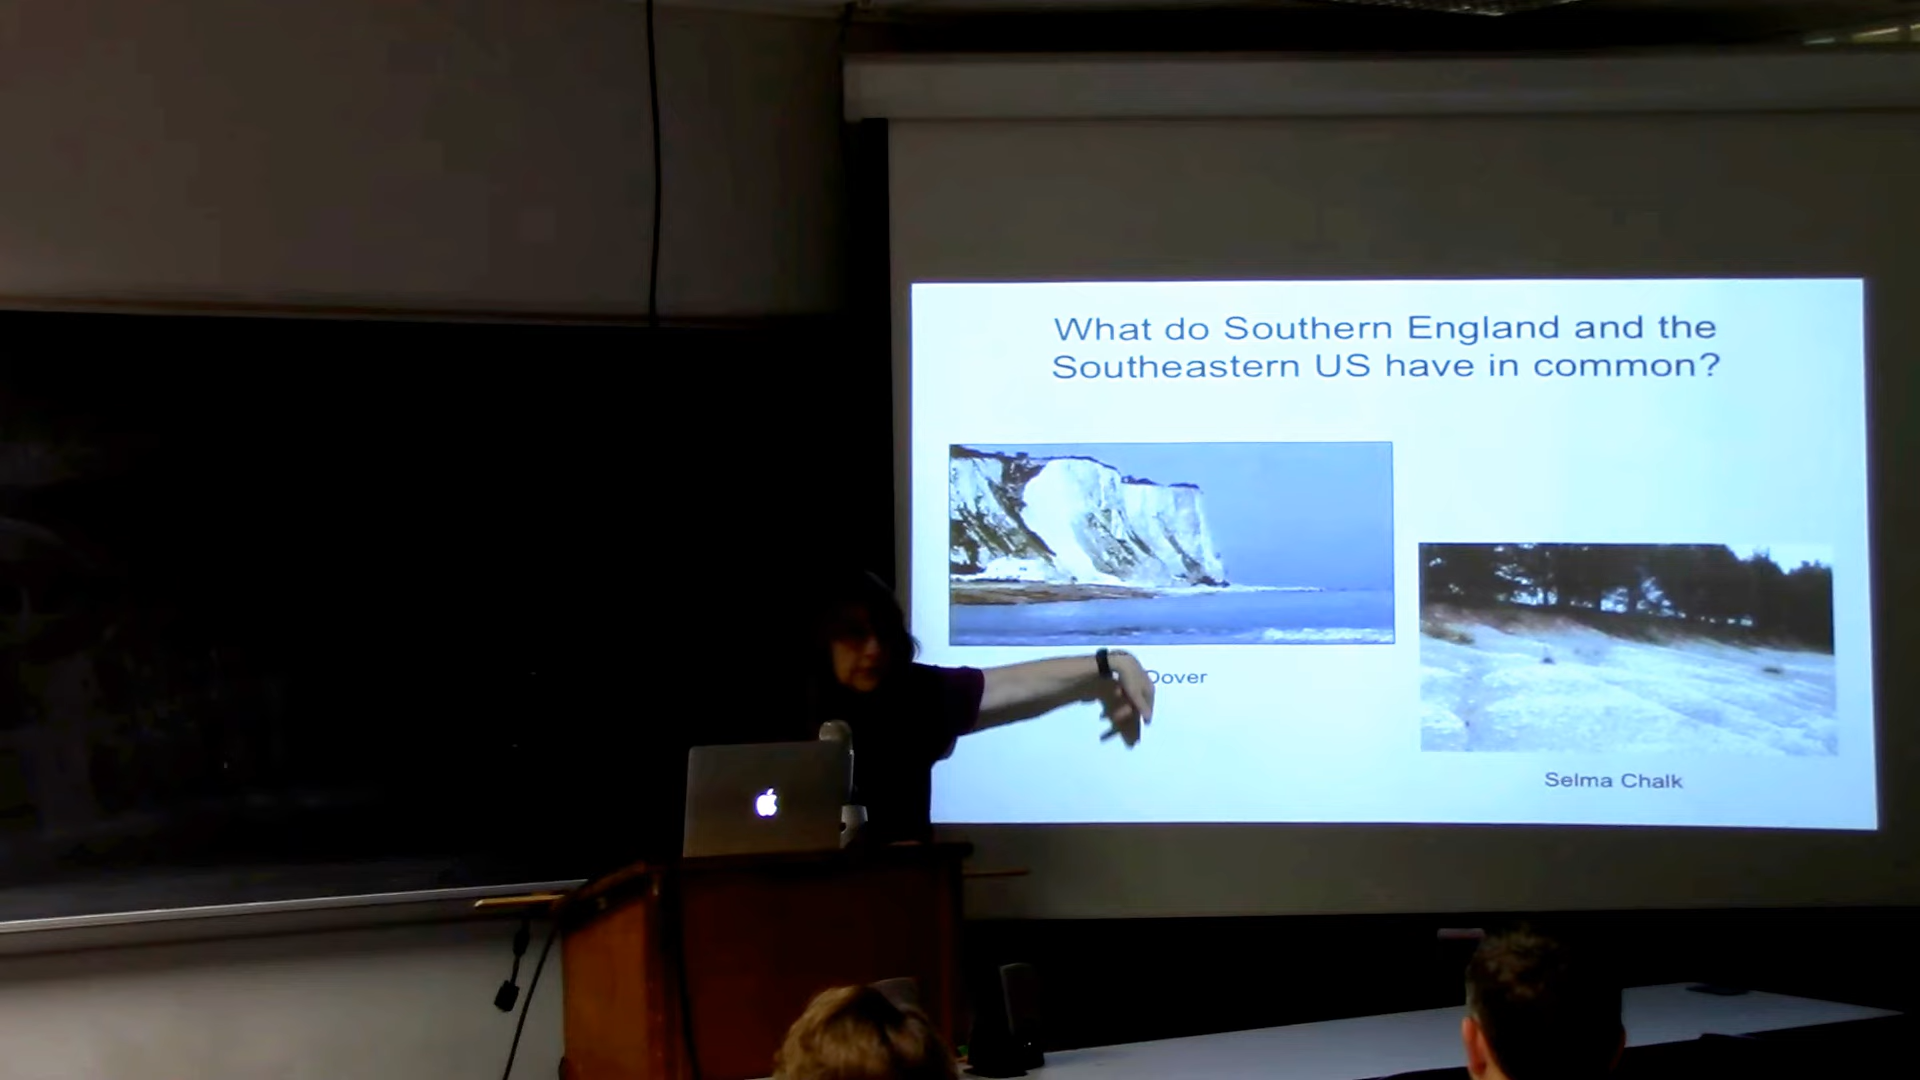 What do Southern England and the
Southeastern US have in common?
Dover
Selma Chalk